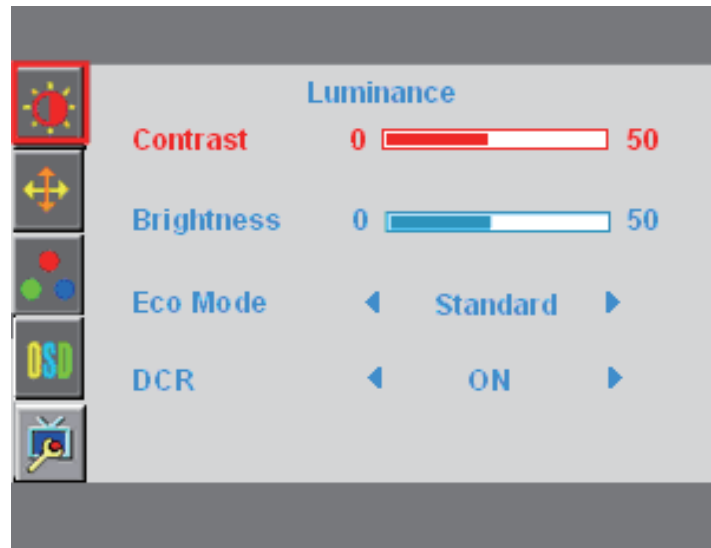 Luminance
Contrast 0 50
Brightness 0 50
Eco Mode Standard
DCR ON
OSD